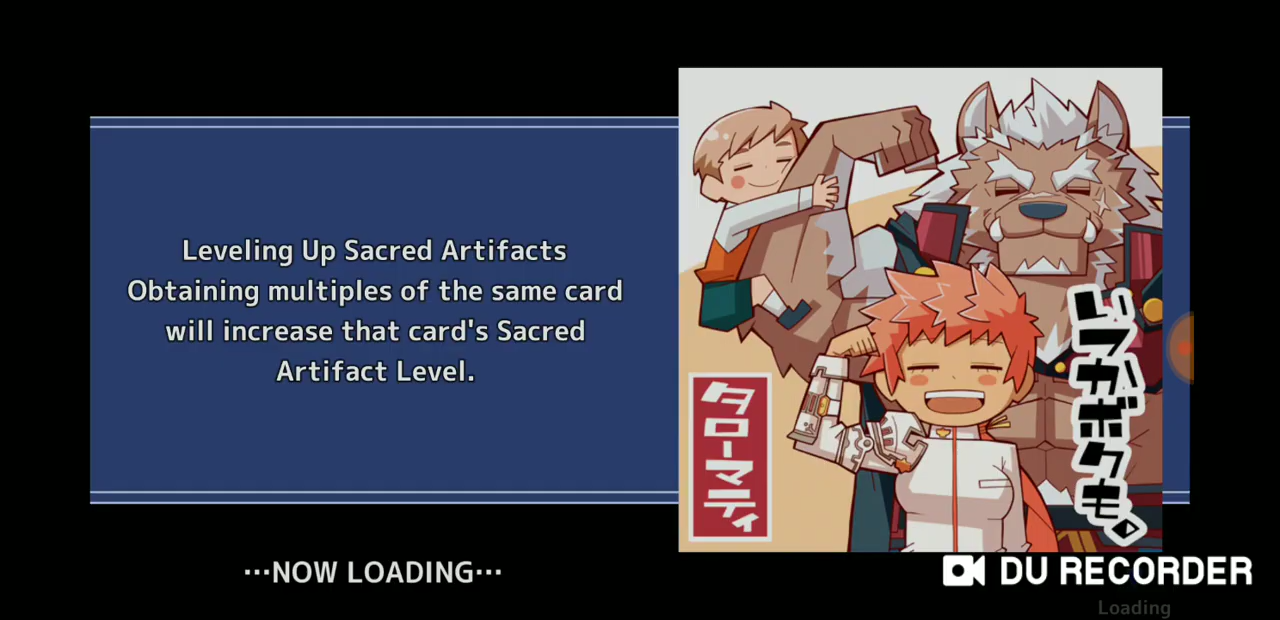 Leveling Up Sacred Artifacts
Obtaining multiples of the same card
will increase that card's Sacred
Artifact Level.
タローマティ
いつかボクも。
···NOW LOADING···
DU RECORDER
Loading